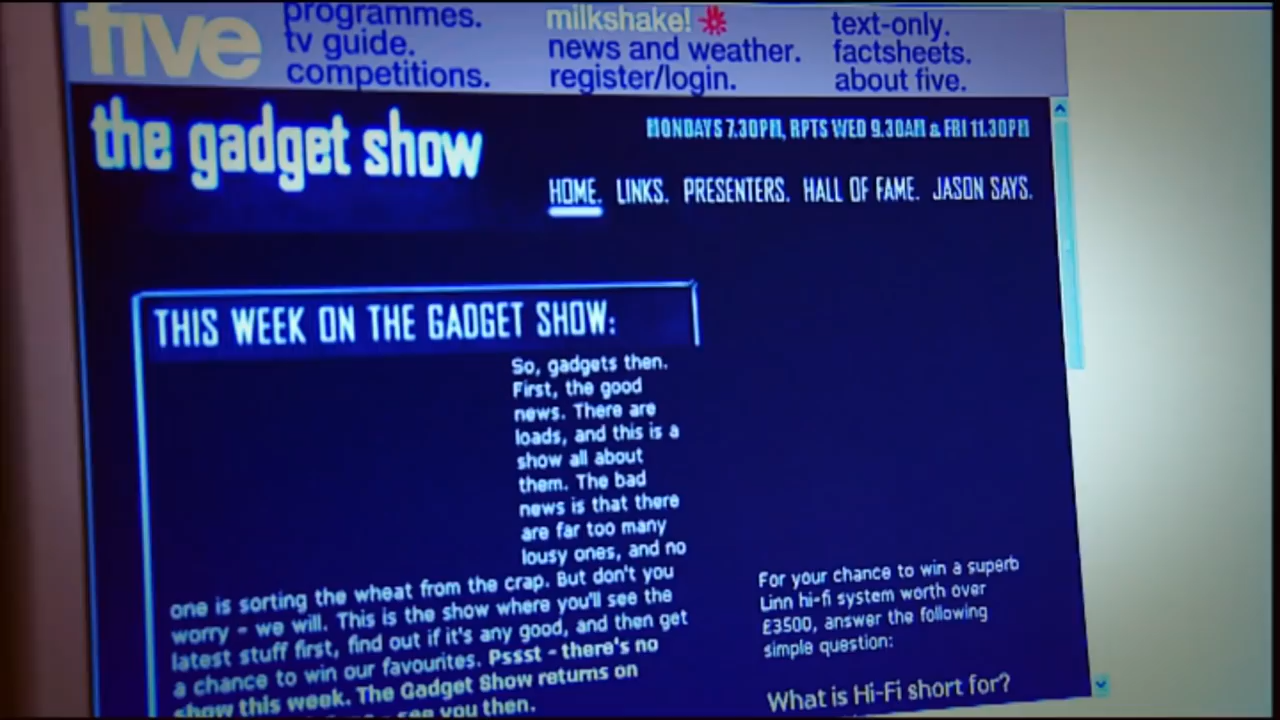 five
programmes.
tv guide.
competitions.
milkshake!
news and weather.
register/login.
text-only.
factsheets.
about five.
the gadget show
MONDAYS 7.30PM, RPTS WED 9.30AM & FRI 11.30PM
HOME. LINKS. PRESENTERS. HALL OF FAME. JASON SAYS.
THIS WEEK ON THE GADGET SHOW:
So, gadgets then.
First, the good
news. There are
loads, and this is a
show all about
them. The bad
news is that there
are far too many
lousy ones, and no
one is sorting the wheat from the crap. But don't you
worry - we will. This is the show where you'll see the
latest stuff first, find out if it's any good, and then get
a chance to win our favourites. Pssst - there's no
show this week. The Gadget Show returns on
see you then.
For your chance to win a superb
Linn hi-fi system worth over
£3500, answer the following
simple question:
What is Hi-Fi short for?